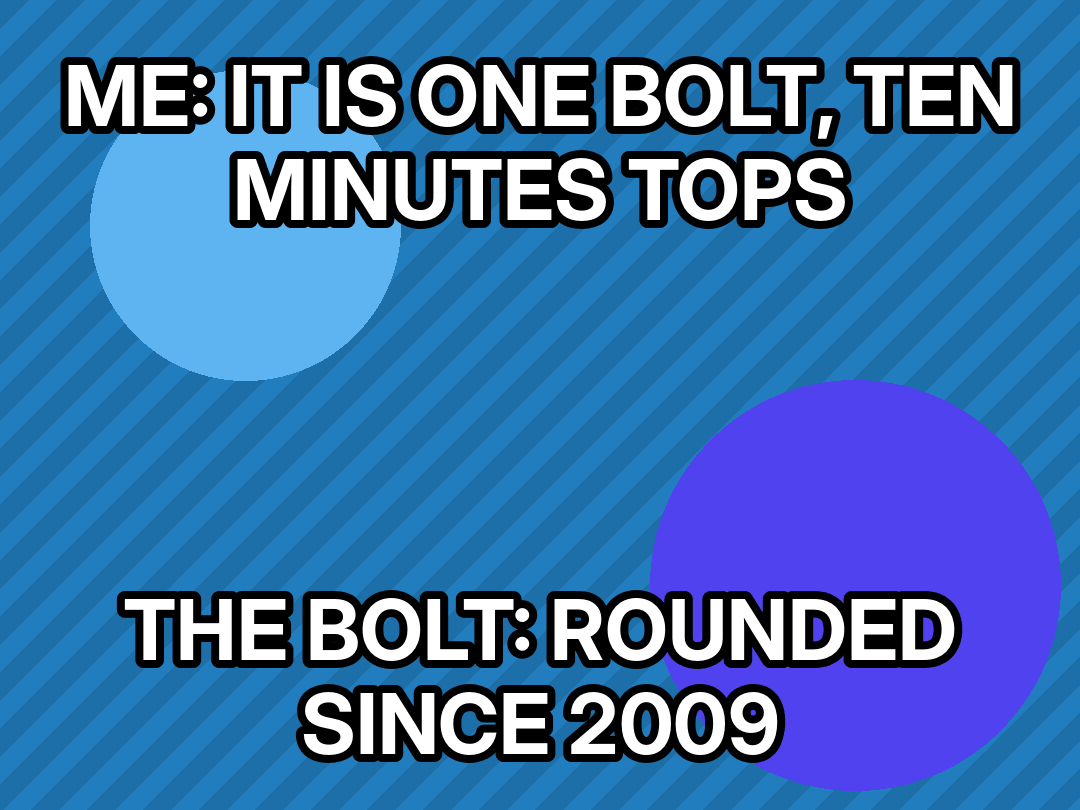 ME: IT IS ONE BOLT, TEN
MINUTES TOPS
THE BOLT: ROUNDED
SINCE 2009